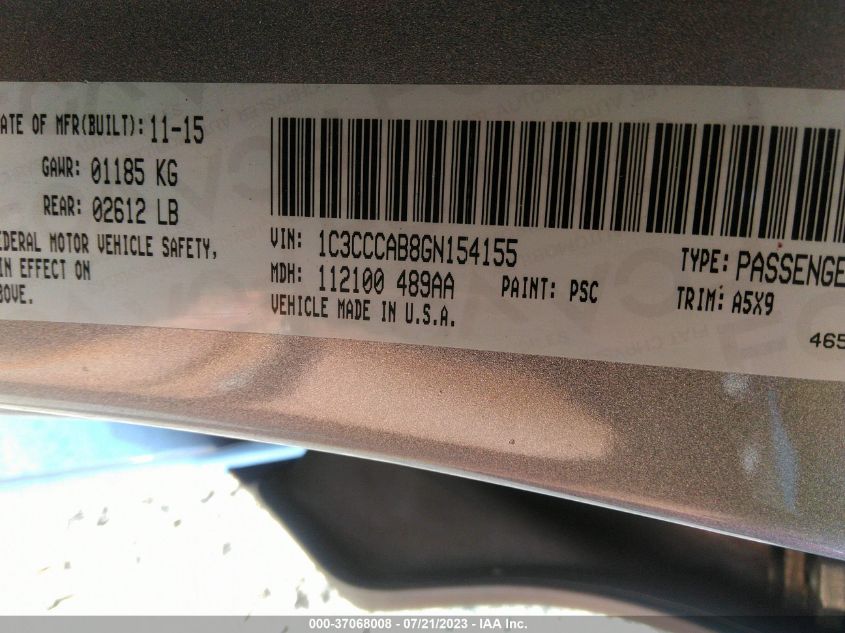 ATE OF MFR(BUILT): 11-15
GAWR: 01185 KG
REAR: 02612 LB
FEDERAL MOTOR VEHICLE SAFETY,
IN EFFECT ON
BOVE.
VIN: 1C3CCCAB8GN154155
TYPE: PASSENGE
MDH: 112100 489AA
PAINT: PSC
TRIM: A5X9
VEHICLE MADE IN U.S.A.
465
000-37068008 - 07/21/2023 - IAA Inc.